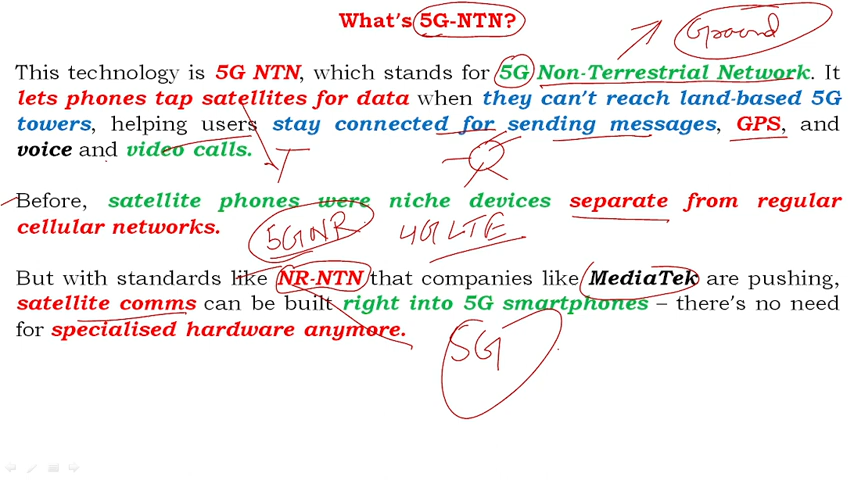 What's 5G-NTN?
Ground
This technology is 5G NTN, which stands for 5G Non-Terrestrial Network. It
lets phones tap satellites for data when they can't reach land-based 5G
towers, helping users stay connected for sending messages, GPS, and
voice and video calls.
Before, satellite phones were niche devices separate from regular
cellular networks.
5G NR 4G LTE
But with standards like NR-NTN that companies like MediaTek are pushing,
satellite comms can be built right into 5G smartphones – there's no need
for specialised hardware anymore.
5G